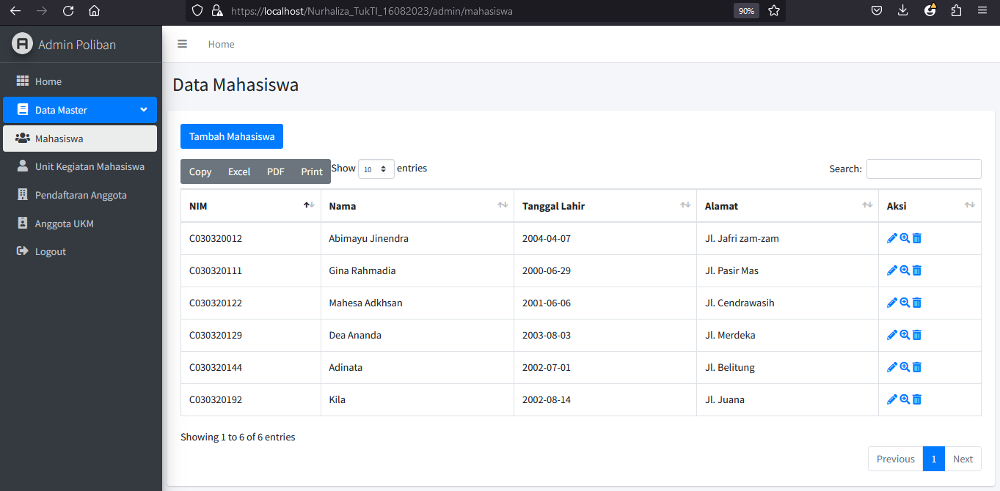 https://localhost/Nurhaliza_TukTI_16082023/admin/mahasiswa 90%
Admin Poliban
Home
Home
Data Master
Mahasiswa
Unit Kegiatan Mahasiswa
Pendaftaran Anggota
Anggota UKM
Logout
Data Mahasiswa
Tambah Mahasiswa
Copy Excel PDF Print Show 10 entries Search:
NIM Nama Tanggal Lahir Alamat Aksi
C030320012 Abimayu Jinendra 2004-04-07 Jl. Jafri zam-zam
C030320111 Gina Rahmadia 2000-06-29 Jl. Pasir Mas
C030320122 Mahesa Adkhsan 2001-06-06 Jl. Cendrawasih
C030320129 Dea Ananda 2003-08-03 Jl. Merdeka
C030320144 Adinata 2002-07-01 Jl. Belitung
C030320192 Kila 2002-08-14 Jl. Juana
Showing 1 to 6 of 6 entries
Previous 1 Next